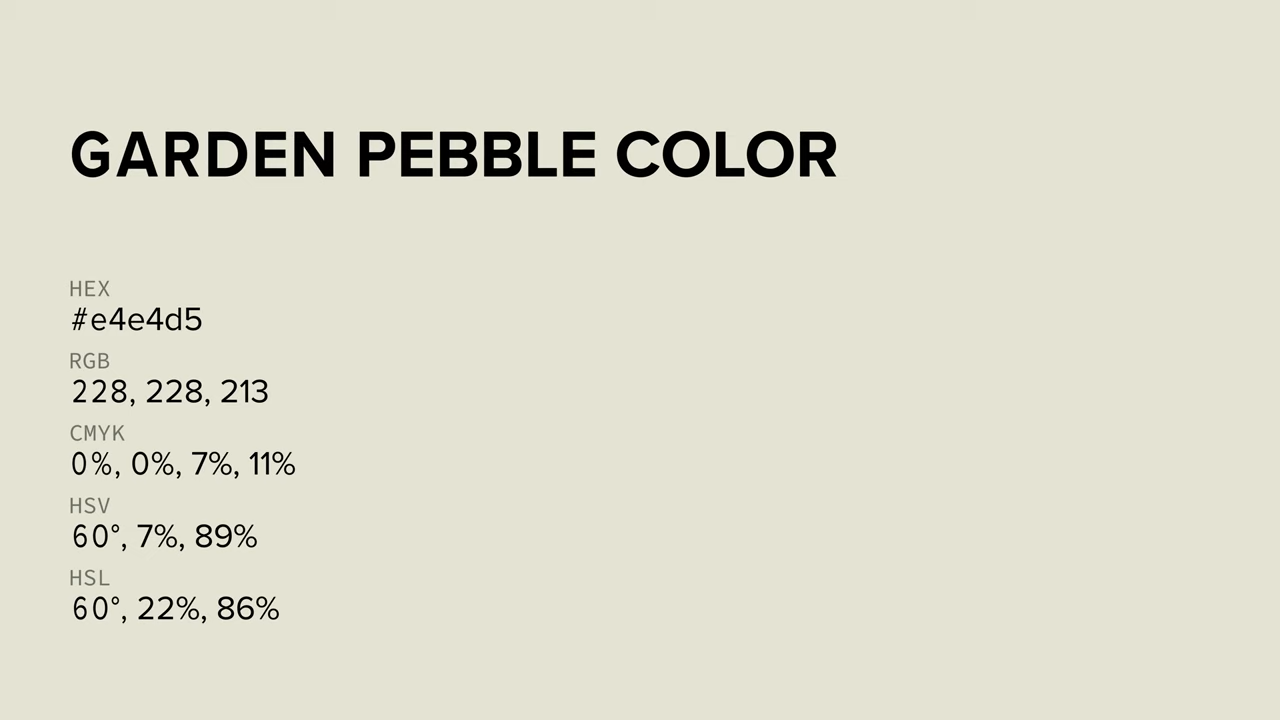 GARDEN PEBBLE COLOR
HEX
#e4e4d5
RGB
228, 228, 213
CMYK
0%, 0%, 7%, 11%
HSV
60°, 7%, 89%
HSL
60°, 22%, 86%